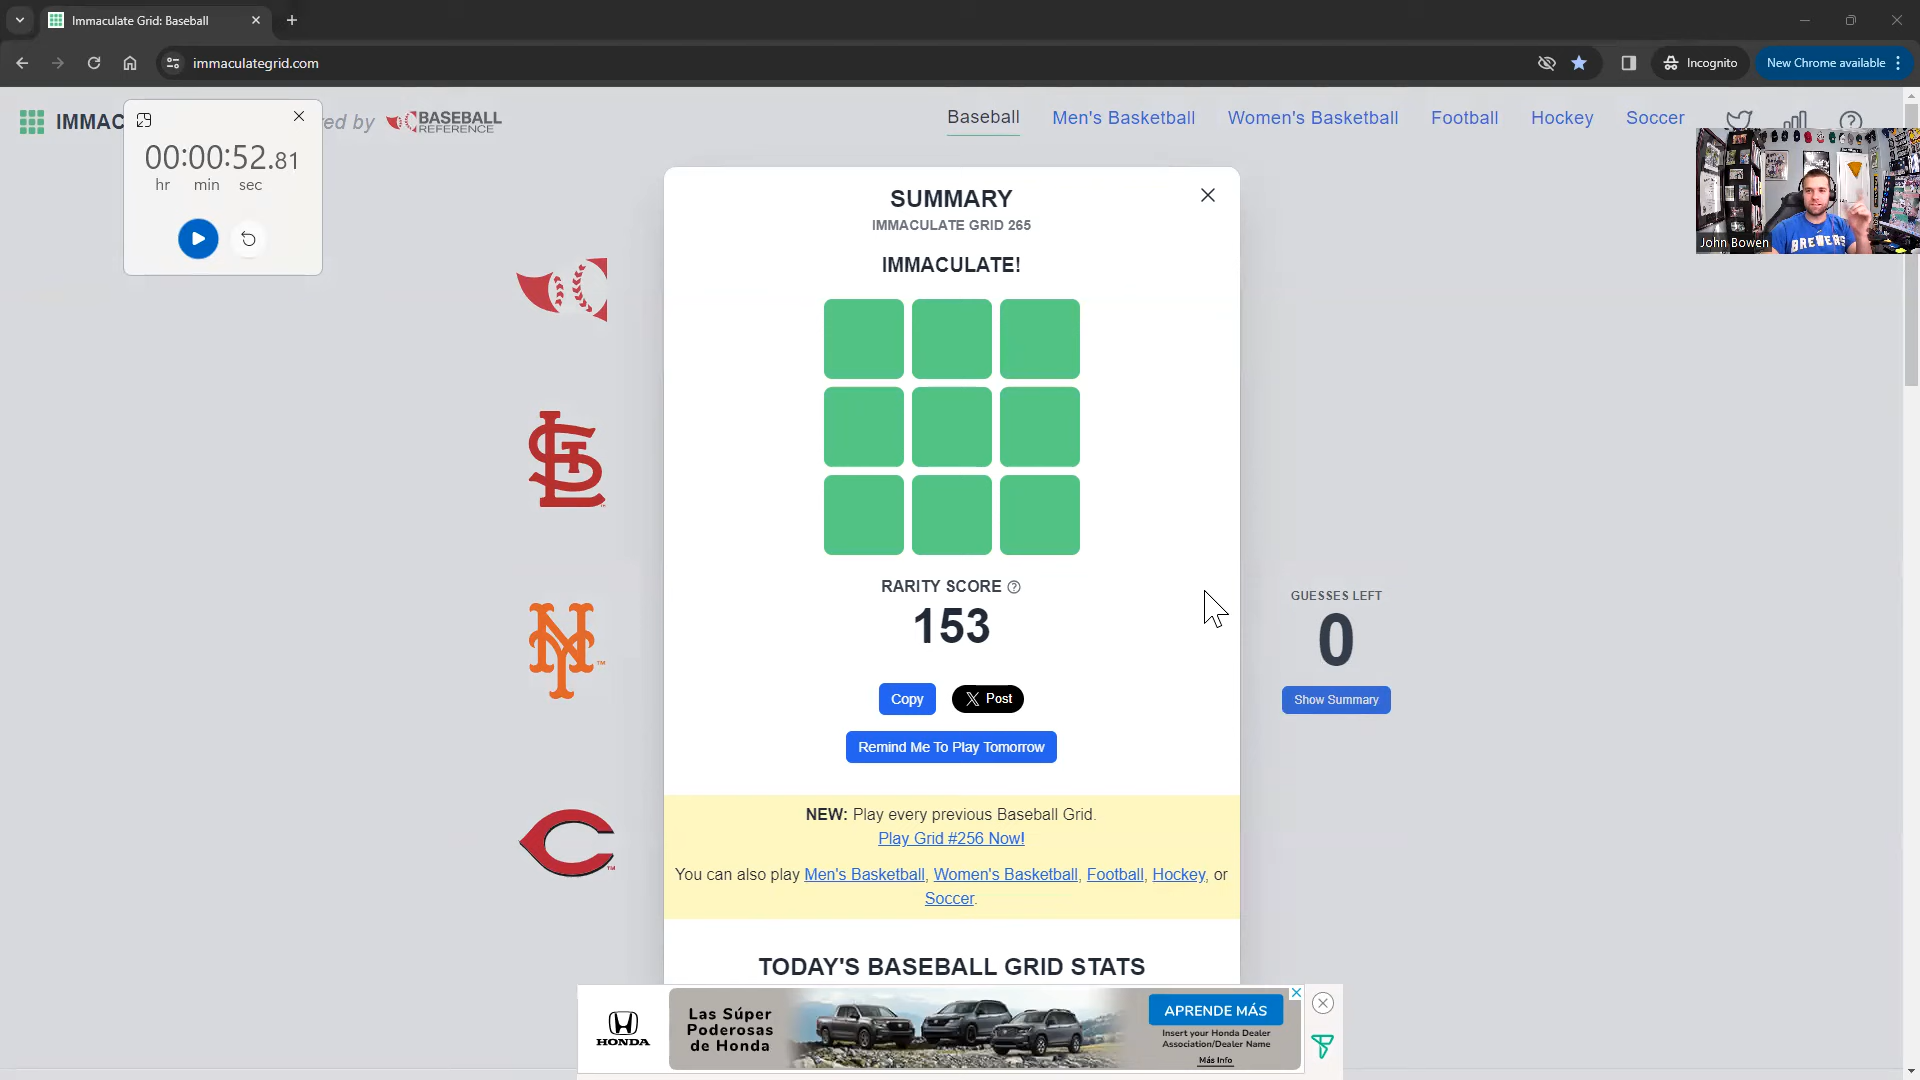 Immaculate Grid: Baseball
immaculategrid.com
Incognito
New Chrome available
IMMAC
ed by
BASEBALL
REFERENCE
Baseball
Men's Basketball
Women's Basketball
Football
Hockey
Soccer
00:00:52.81
hr min sec
BREWERS
John Bowen
SUMMARY
IMMACULATE GRID 265
IMMACULATE!
STL
NY
C
RARITY SCORE
153
GUESSES LEFT
0
Show Summary
Copy
X Post
Remind Me To Play Tomorrow
NEW: Play every previous Baseball Grid.
Play Grid #256 Now!
You can also play Men's Basketball, Women's Basketball, Football, Hockey, or
Soccer.
TODAY'S BASEBALL GRID STATS
HONDA
Las Súper
Poderosas
de Honda
APRENDE MÁS
Insert your Honda Dealer
Association/Dealer Name
Más Info